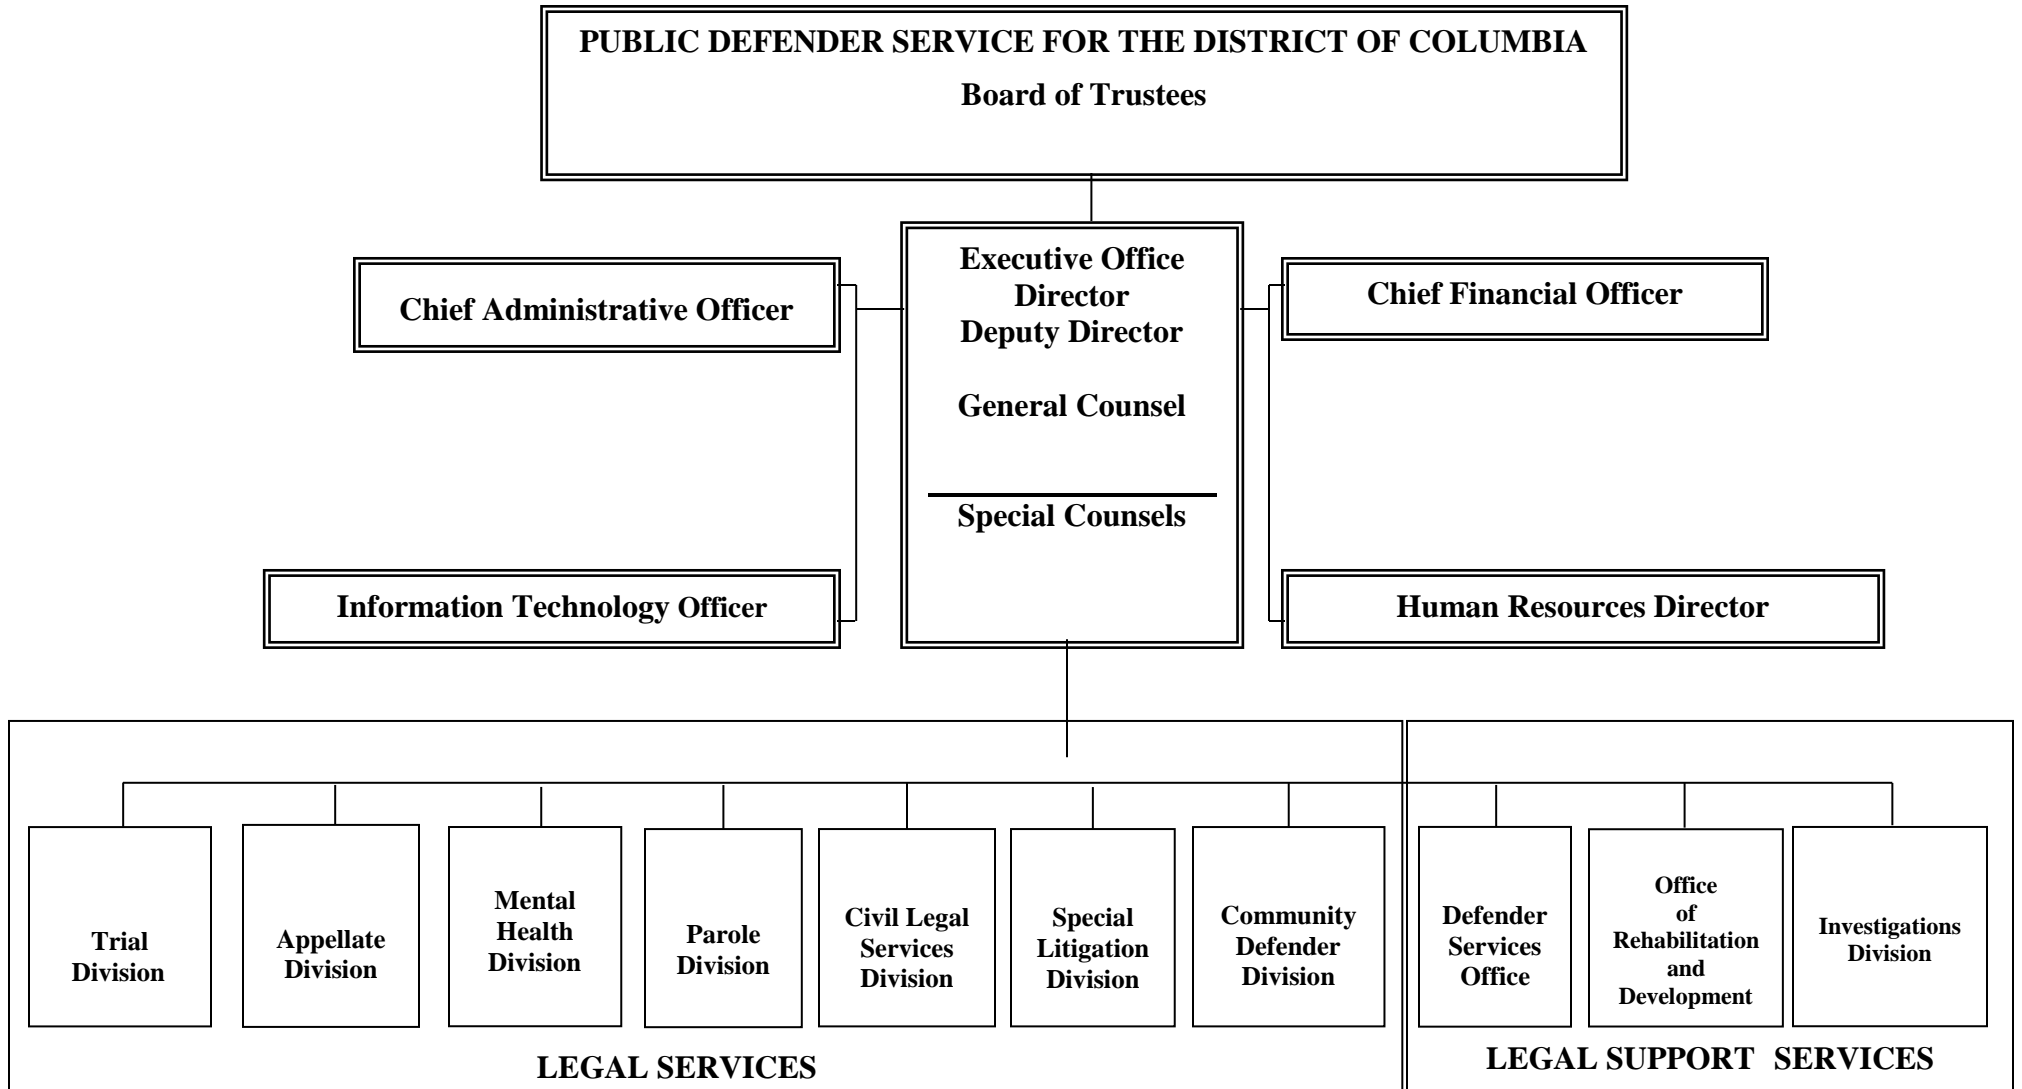 PUBLIC DEFENDER SERVICE FOR THE DISTRICT OF COLUMBIA
Board of Trustees
Chief Administrative Officer
Executive Office
Director
Deputy Director
General Counsel
Special Counsels
Chief Financial Officer
Information Technology Officer
Human Resources Director
Trial
Division
Appellate
Division
Mental
Health
Division
Parole
Division
Civil Legal
Services
Division
Special
Litigation
Division
Community
Defender
Division
Defender
Services
Office
Office
of
Rehabilitation
and
Development
Investigations
Division
LEGAL SERVICES
LEGAL SUPPORT SERVICES